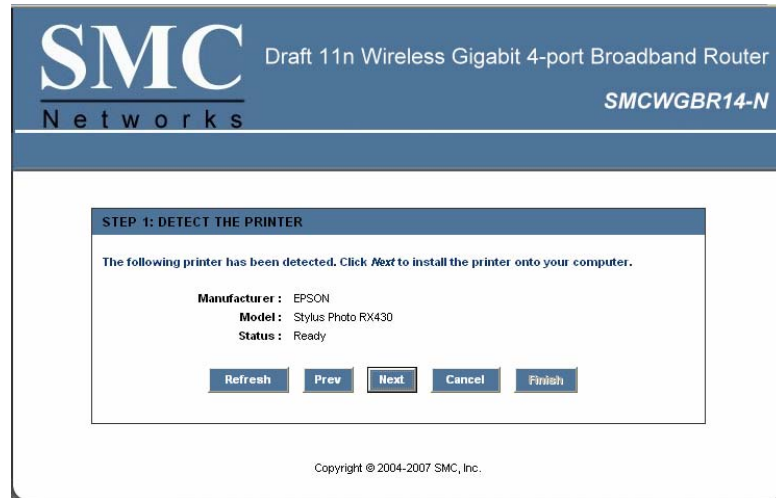 SMC
Networks
Draft 11n Wireless Gigabit 4-port Broadband Router
SMCWGBR14-N
STEP 1: DETECT THE PRINTER
The following printer has been detected. Click Next to install the printer onto your computer.
Manufacturer : EPSON
Model : Stylus Photo RX430
Status : Ready
Refresh Prev Next Cancel Finish
Copyright © 2004-2007 SMC, Inc.